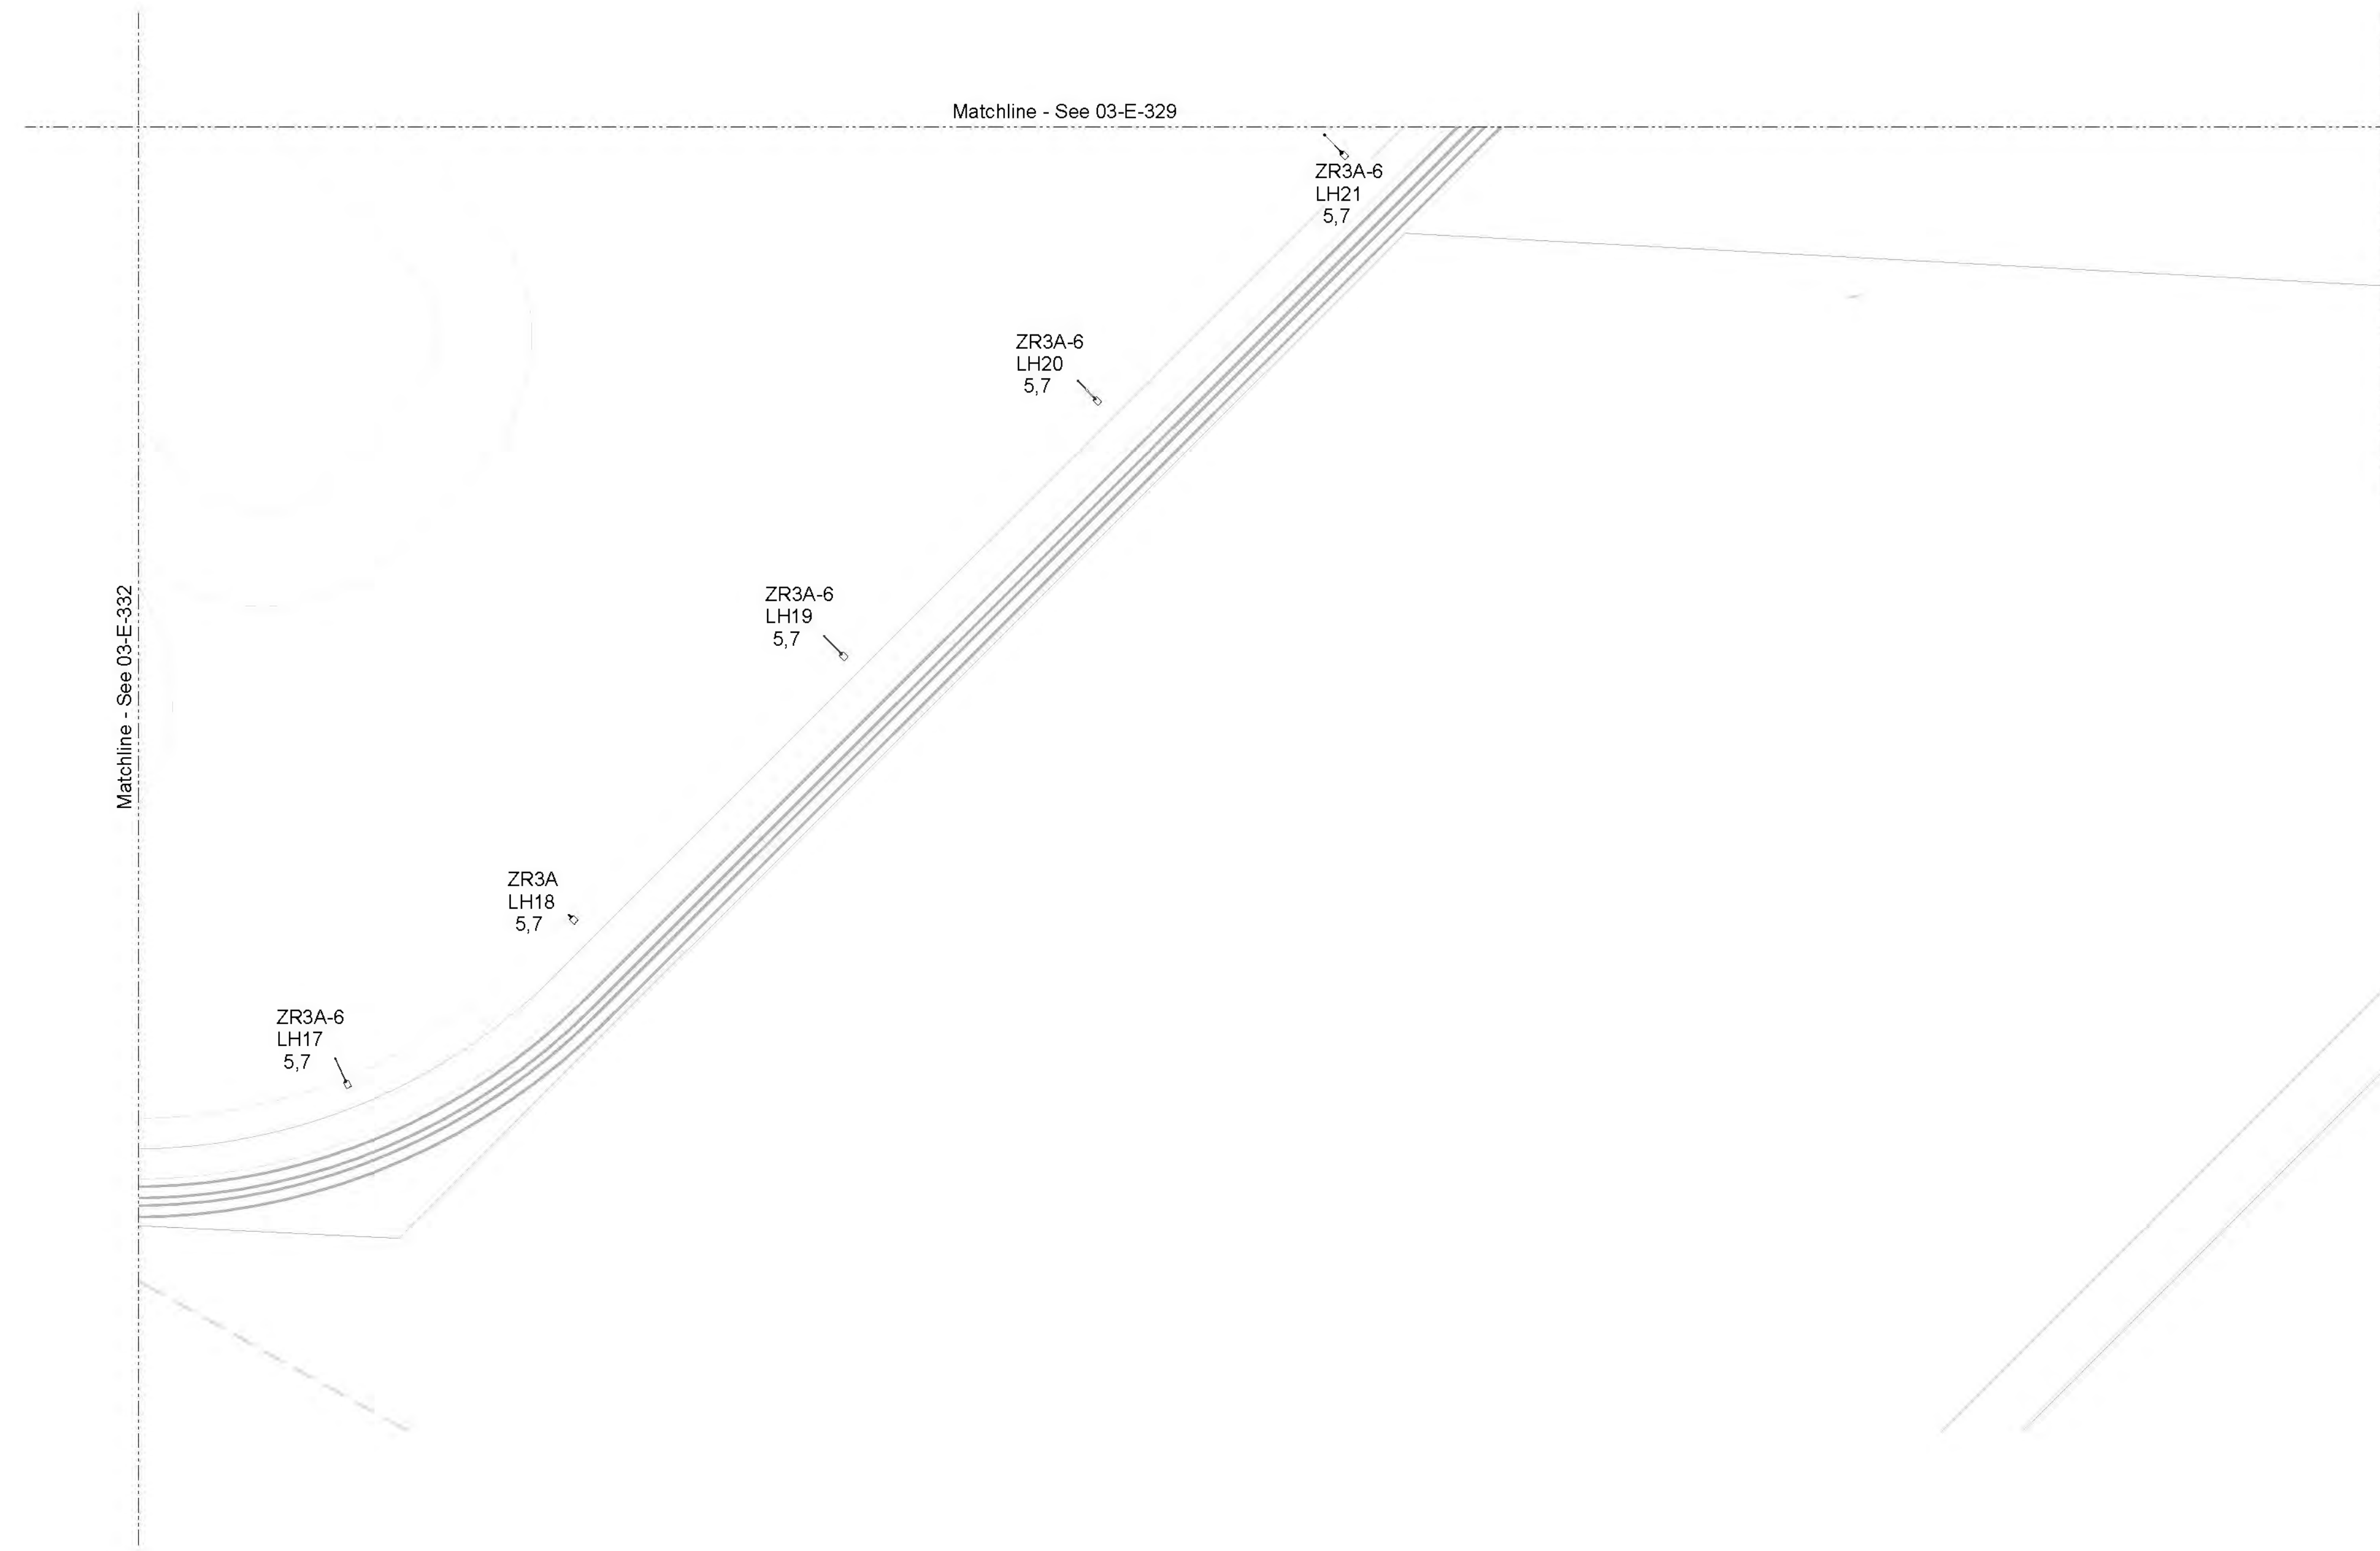 Matchline - See 03-E-329
ZR3A-6
LH21
5,7
ZR3A-6
LH20
5,7
ZR3A-6
LH19
5,7
Matchline - See 03-E-332
ZR3A
LH18
5,7
ZR3A-6
LH17
5,7